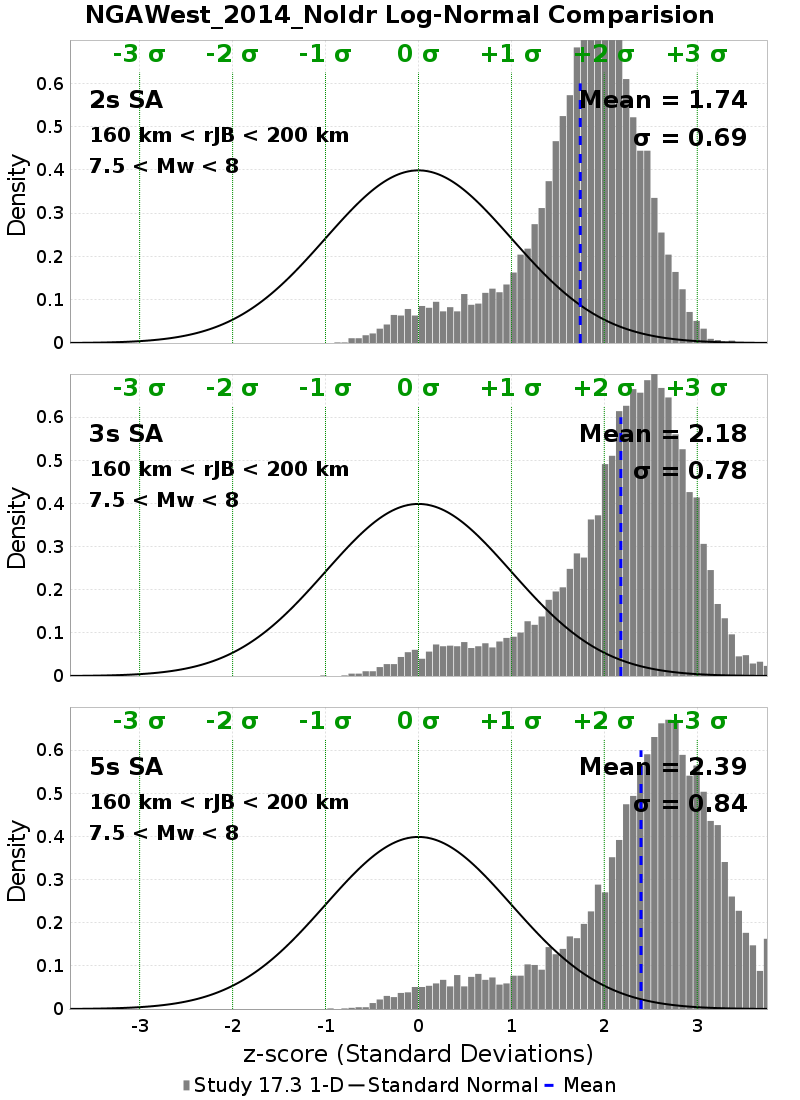 NGAWest_2014_NoIdr Log-Normal Comparision
-3 σ -2 σ -1 σ 0 σ +1 σ +2 σ +3 σ
2s SA
Mean = 1.74
160 km < rJB < 200 km
σ = 0.69
7.5 < Mw < 8
Density
0.6
0.5
0.4
0.3
0.2
0.1
0
-3 σ -2 σ -1 σ 0 σ +1 σ +2 σ +3 σ
3s SA
Mean = 2.18
160 km < rJB < 200 km
σ = 0.78
7.5 < Mw < 8
Density
0.6
0.5
0.4
0.3
0.2
0.1
0
-3 σ -2 σ -1 σ 0 σ +1 σ +2 σ +3 σ
5s SA
Mean = 2.39
160 km < rJB < 200 km
σ = 0.84
7.5 < Mw < 8
Density
0.6
0.5
0.4
0.3
0.2
0.1
0
-3 -2 -1 0 1 2 3
z-score (Standard Deviations)
Study 17.3 1-D Standard Normal Mean